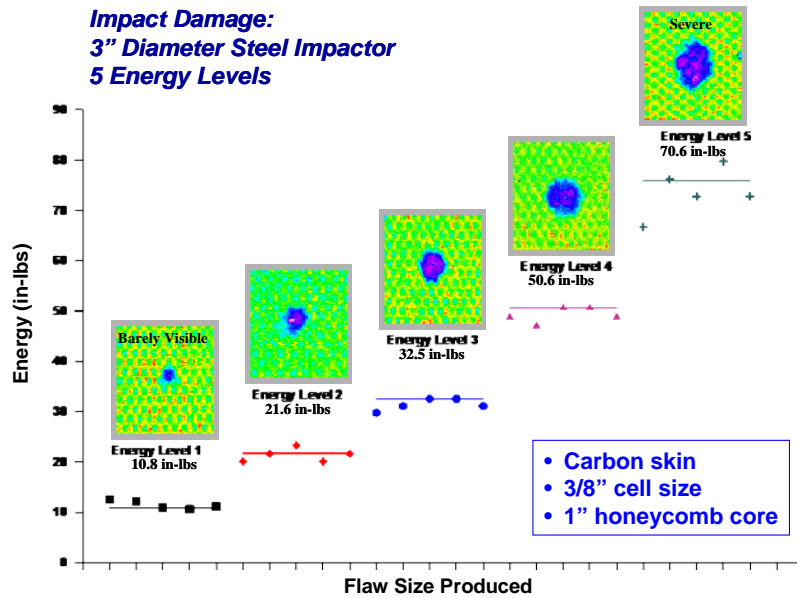 Impact Damage:
3” Diameter Steel Impactor
5 Energy Levels
Severe
Energy Level 5
70.6 in-lbs
Energy Level 4
50.6 in-lbs
Energy Level 3
32.5 in-lbs
Energy Level 2
21.6 in-lbs
Barely Visible
Energy Level 1
10.8 in-lbs
90
80
70
60
50
40
30
20
10
0
Energy (in-lbs)
• Carbon skin
• 3/8” cell size
• 1” honeycomb core
Flaw Size Produced